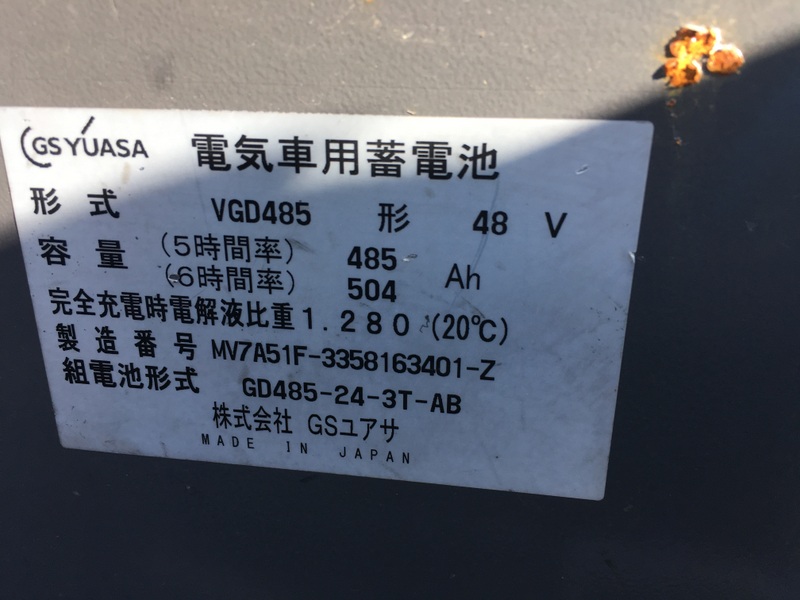 GS YUASA 電気車用蓄電池
形式 VGD485 形 48 V
容量 (5時間率) 485 Ah
(6時間率) 504
完全充電時電解液比重 1.280 (20℃)
製造番号 MV7A51F-3358163401-Z
組電池形式 GD485-24-3T-AB
株式会社 GSユアサ
MADE IN JAPAN